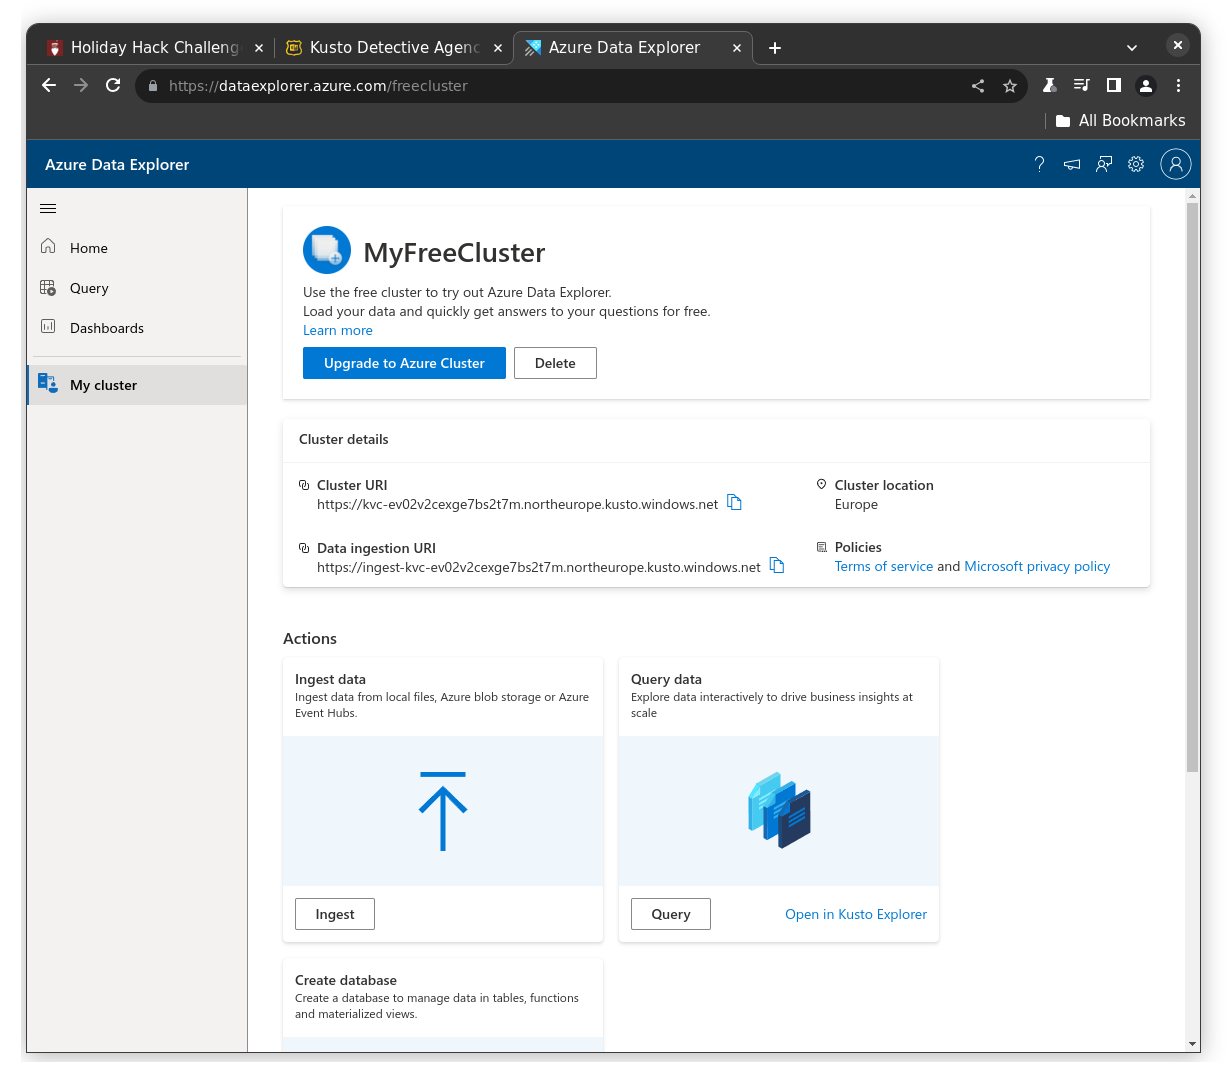 Holiday Hack Challeng
Kusto Detective Agenc
Azure Data Explorer
https://dataexplorer.azure.com/freecluster
All Bookmarks
Azure Data Explorer
Home
Query
Dashboards
My cluster
MyFreeCluster
Use the free cluster to try out Azure Data Explorer.
Load your data and quickly get answers to your questions for free.
Learn more
Upgrade to Azure Cluster
Delete
Cluster details
Cluster URI
https://kvc-ev02v2cexge7bs2t7m.northeurope.kusto.windows.net
Cluster location
Europe
Data ingestion URI
https://ingest-kvc-ev02v2cexge7bs2t7m.northeurope.kusto.windows.net
Policies
Terms of service and Microsoft privacy policy
Actions
Ingest data
Ingest data from local files, Azure blob storage or Azure
Event Hubs.
Ingest
Query data
Explore data interactively to drive business insights at
scale
Query
Open in Kusto Explorer
Create database
Create a database to manage data in tables, functions
and materialized views.